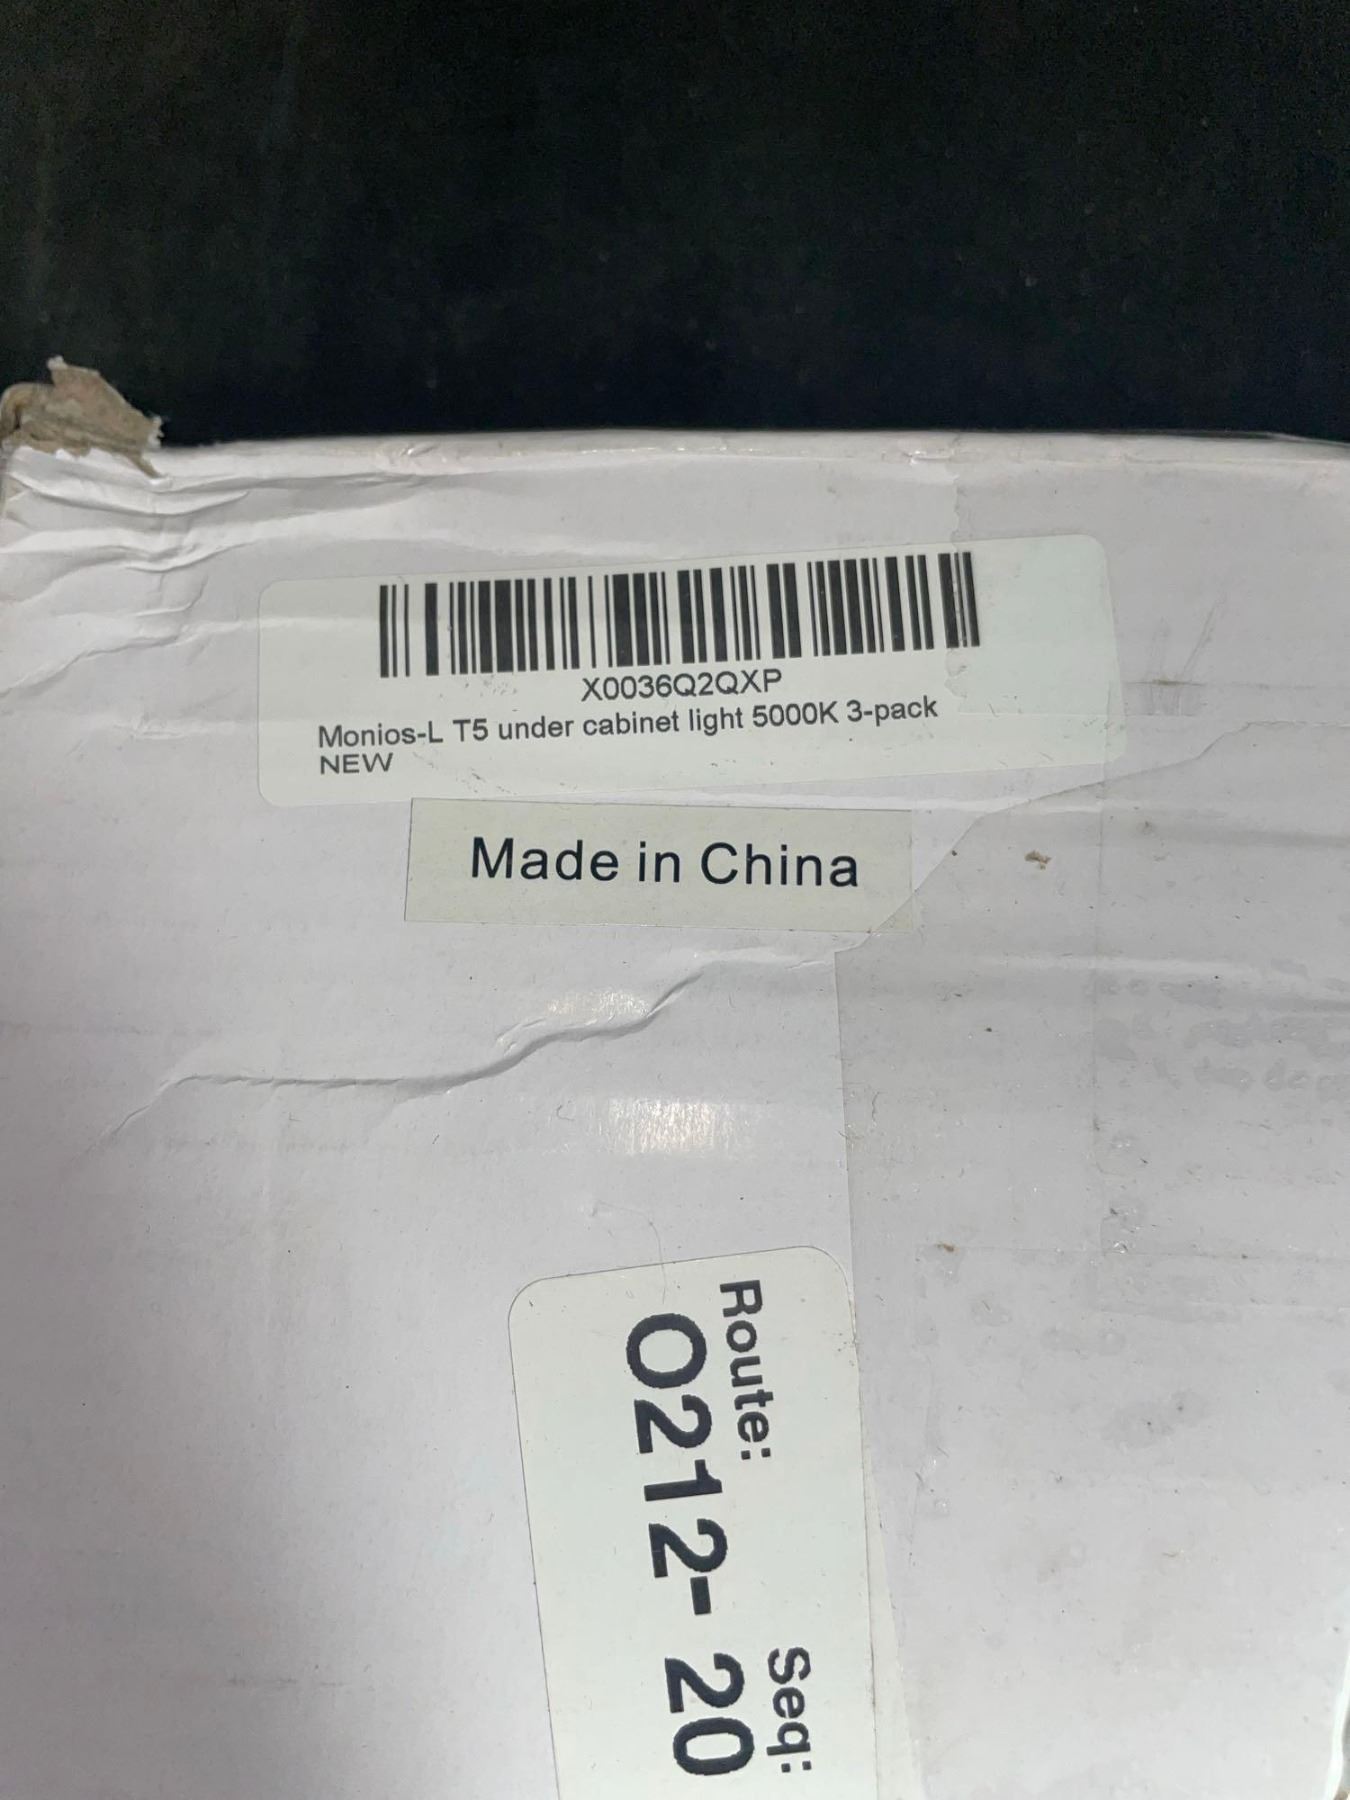 X0036Q2QXP
Monios-L T5 under cabinet light 5000K 3-pack
NEW
Made in China
Route:
0212-
Seq:
20